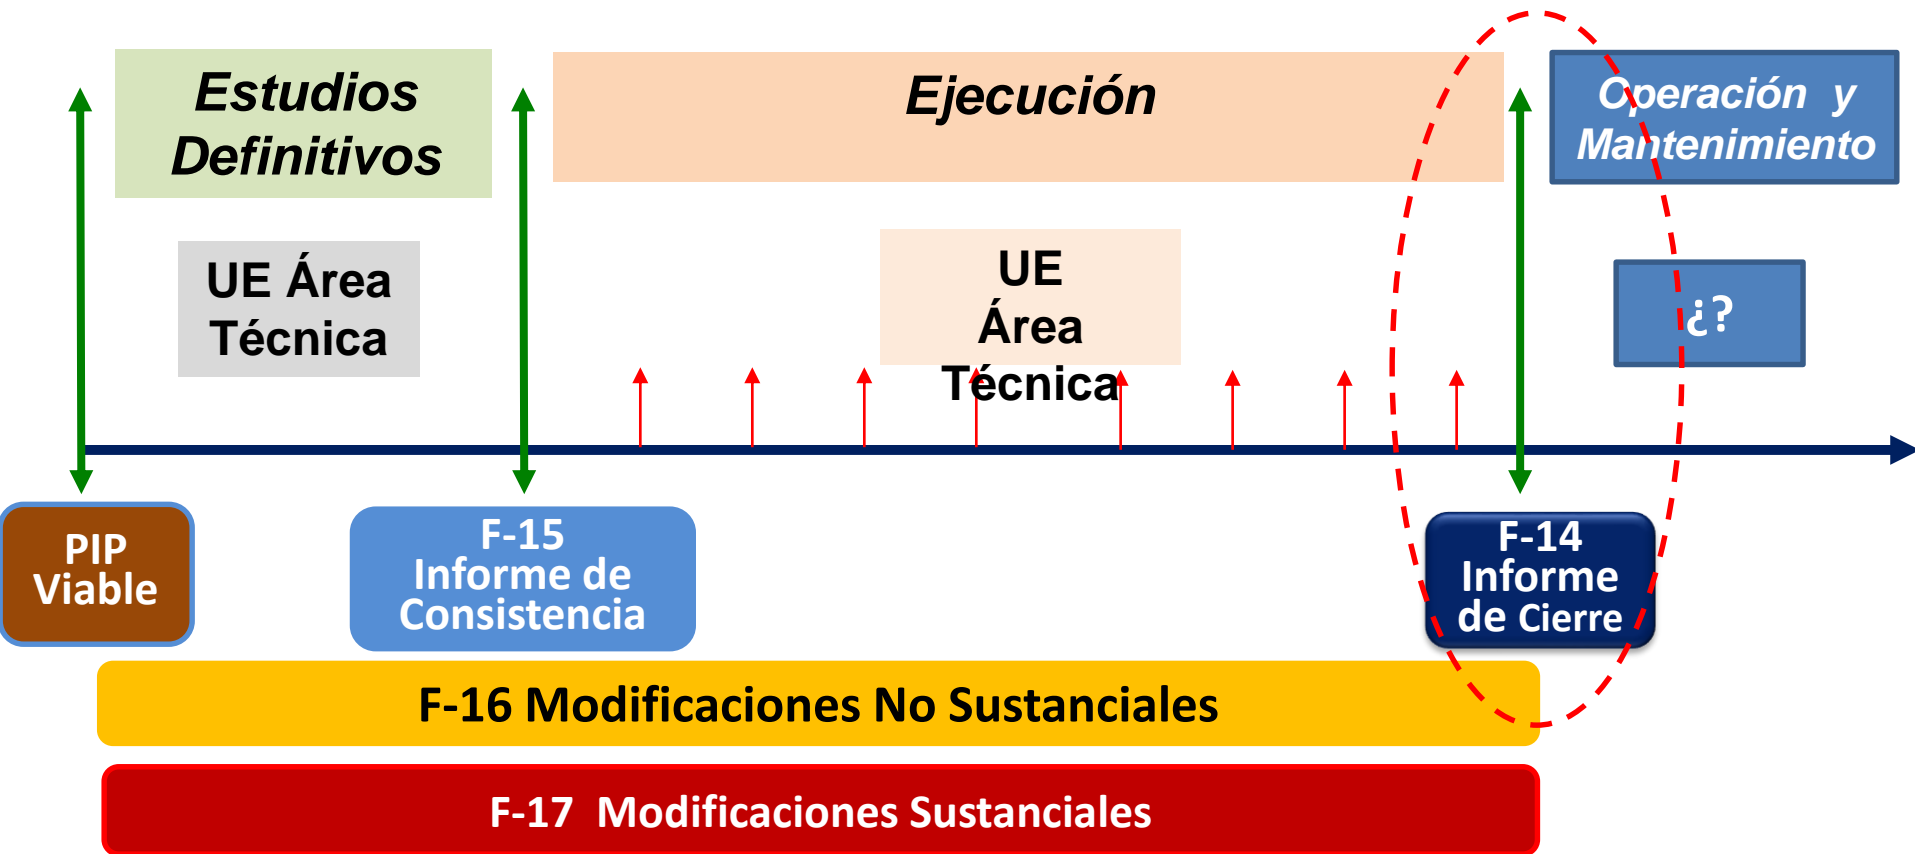 Estudios
Definitivos
Ejecución
Operación y
Mantenimiento
UE Área
Técnica
UE
Área
Técnica
¿?
PIP
Viable
F-15
Informe de
Consistencia
F-14
Informe
de Cierre
F-16 Modificaciones No Sustanciales
F-17 Modificaciones Sustanciales